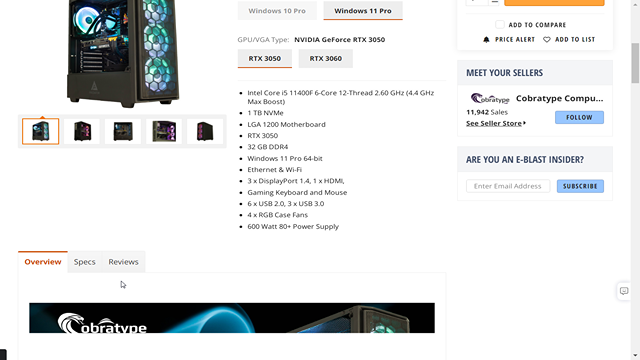 Windows 10 Pro
Windows 11 Pro
GPU/VGA Type: NVIDIA GeForce RTX 3050
RTX 3050
RTX 3060
Intel Core i5 11400F 6-Core 12-Thread 2.60 GHz (4.4 GHz
Max Boost)
1 TB NVMe
LGA 1200 Motherboard
RTX 3050
32 GB DDR4
Windows 11 Pro 64-bit
Ethernet & Wi-Fi
3 x DisplayPort 1.4, 1 x HDMI,
Gaming Keyboard and Mouse
6 x USB 2.0, 3 x USB 3.0
4 x RGB Case Fans
600 Watt 80+ Power Supply
ADD TO COMPARE
PRICE ALERT
ADD TO LIST
MEET YOUR SELLERS
Cobratype
Cobratype Compu...
11,942 Sales
See Seller Store
FOLLOW
ARE YOU AN E-BLAST INSIDER?
Enter Email Address
SUBSCRIBE
Overview
Specs
Reviews
Cobratype